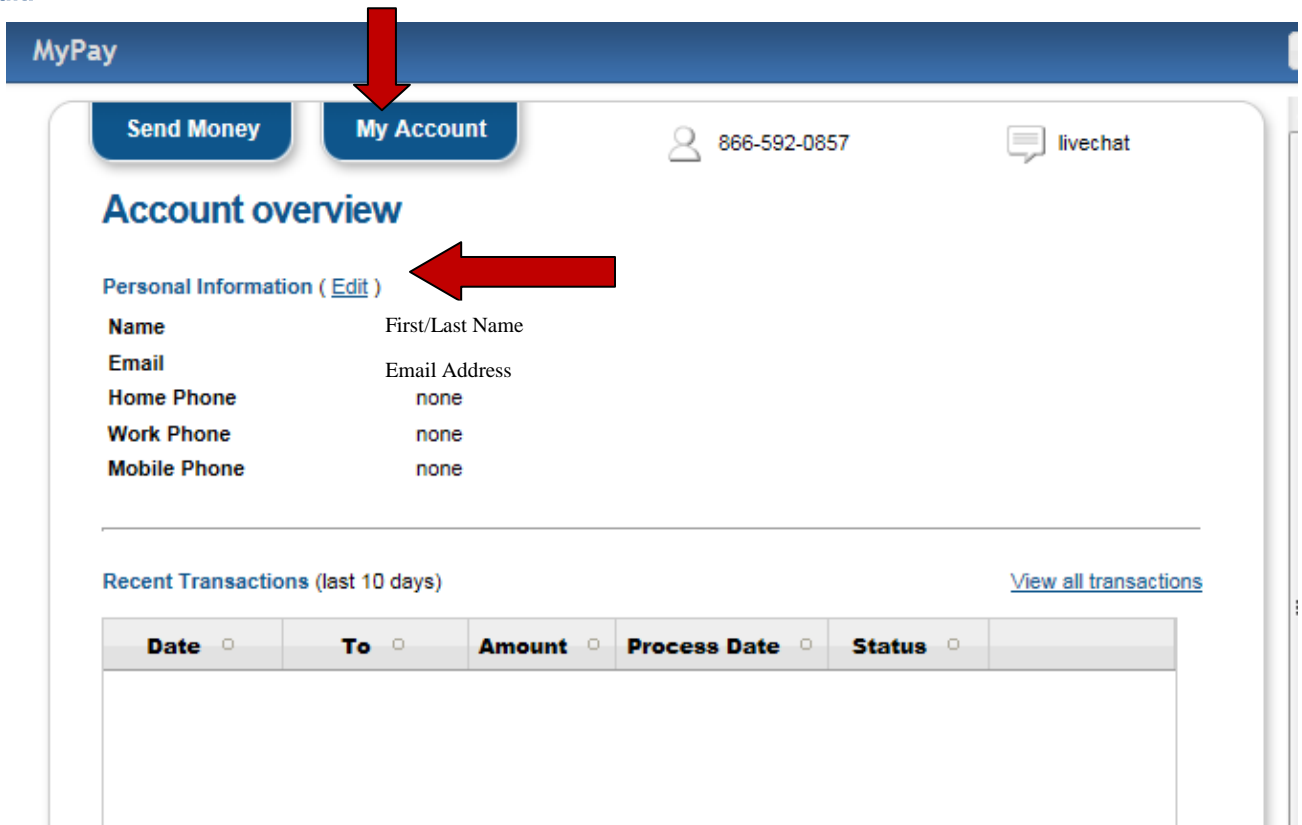 MyPay
Send Money My Account 866-592-0857 livechat
Account overview
Personal Information ( Edit )
Name First/Last Name
Email Email Address
Home Phone none
Work Phone none
Mobile Phone none
Recent Transactions (last 10 days) View all transactions
Date To Amount Process Date Status